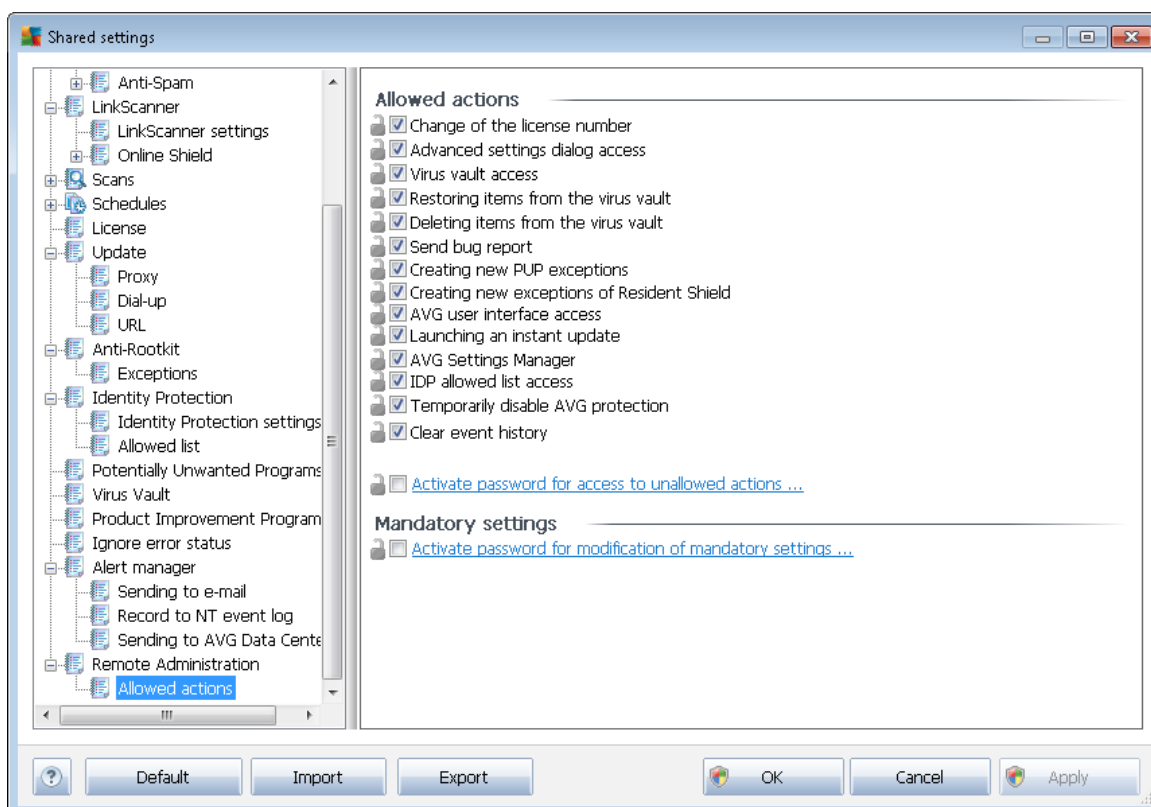 Shared settings
Anti-Spam
LinkScanner
LinkScanner settings
Online Shield
Scans
Schedules
License
Update
Proxy
Dial-up
URL
Anti-Rootkit
Exceptions
Identity Protection
Identity Protection settings
Allowed list
Potentially Unwanted Programs
Virus Vault
Product Improvement Program
Ignore error status
Alert manager
Sending to e-mail
Record to NT event log
Sending to AVG Data Cente
Remote Administration
Allowed actions
Allowed actions
Change of the license number
Advanced settings dialog access
Virus vault access
Restoring items from the virus vault
Deleting items from the virus vault
Send bug report
Creating new PUP exceptions
Creating new exceptions of Resident Shield
AVG user interface access
Launching an instant update
AVG Settings Manager
IDP allowed list access
Temporarily disable AVG protection
Clear event history
Activate password for access to unallowed actions ...
Mandatory settings
Activate password for modification of mandatory settings ...
? Default Import Export OK Cancel Apply